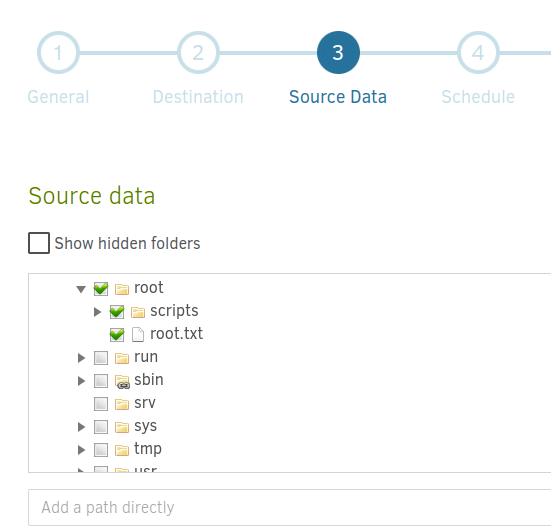 1 2 3 4
General Destination Source Data Schedule
Source data
Show hidden folders
root
scripts
root.txt
run
sbin
srv
sys
tmp
usr
Add a path directly